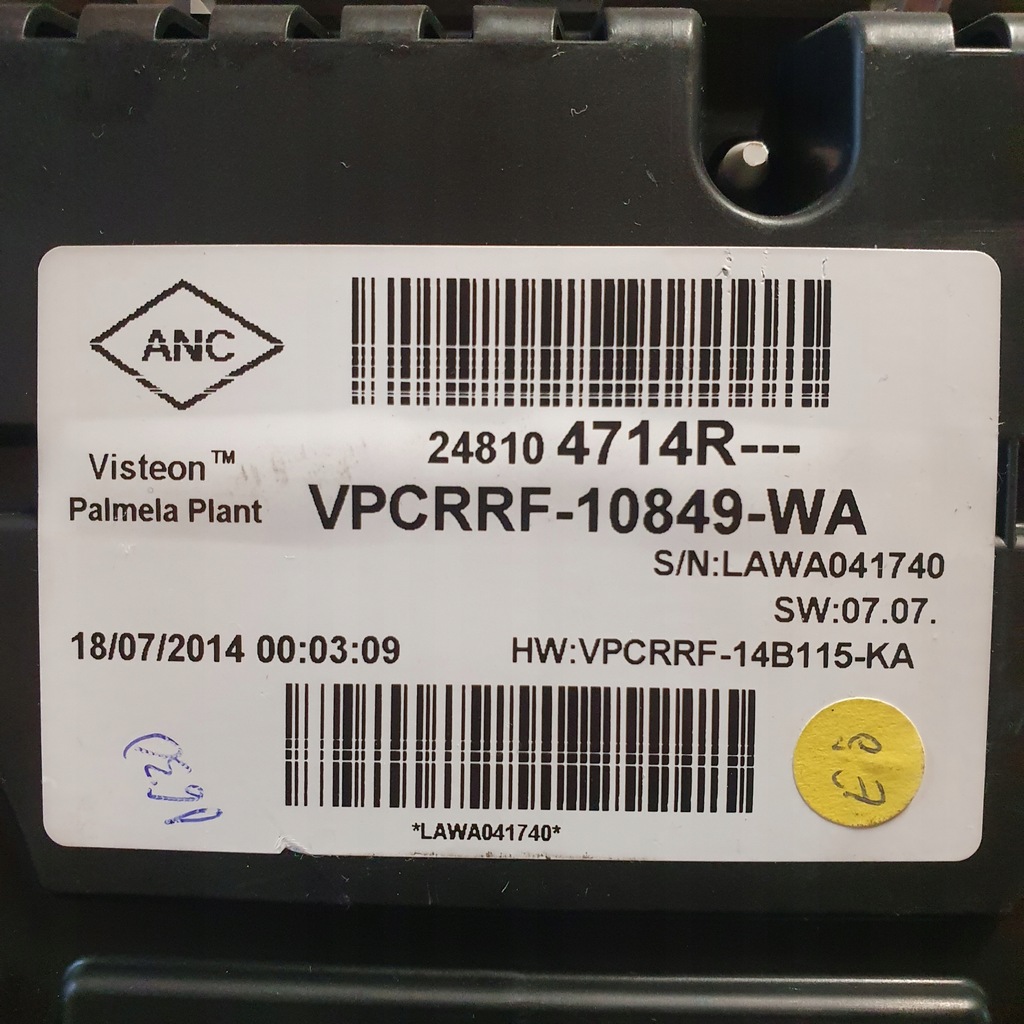 ANC
24810 4714R---
Visteon™
Palmela Plant
VPCRRF-10849-WA
S/N:LAWA041740
SW:07.07.
18/07/2014 00:03:09
HW:VPCRRF-14B115-KA
*LAWA041740*